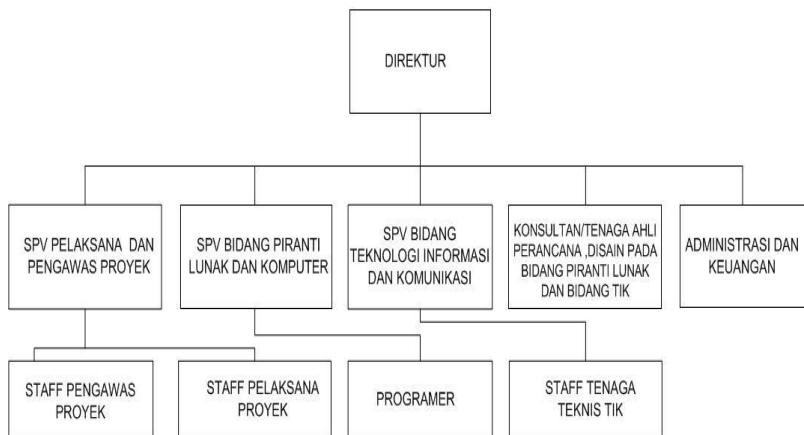 DIREKTUR
SPV PELAKSANA DAN
PENGAWAS PROYEK
SPV BIDANG PIRANTI
LUNAK DAN KOMPUTER
SPV BIDANG
TEKNOLOGI INFORMASI
DAN KOMUNIKASI
KONSULTAN/TENAGA AHLI
PERANCANA ,DISAIN PADA
BIDANG PIRANTI LUNAK
DAN BIDANG TIK
ADMINISTRASI DAN
KEUANGAN
STAFF PENGAWAS
PROYEK
STAFF PELAKSANA
PROYEK
PROGRAMER
STAFF TENAGA
TEKNIS TIK